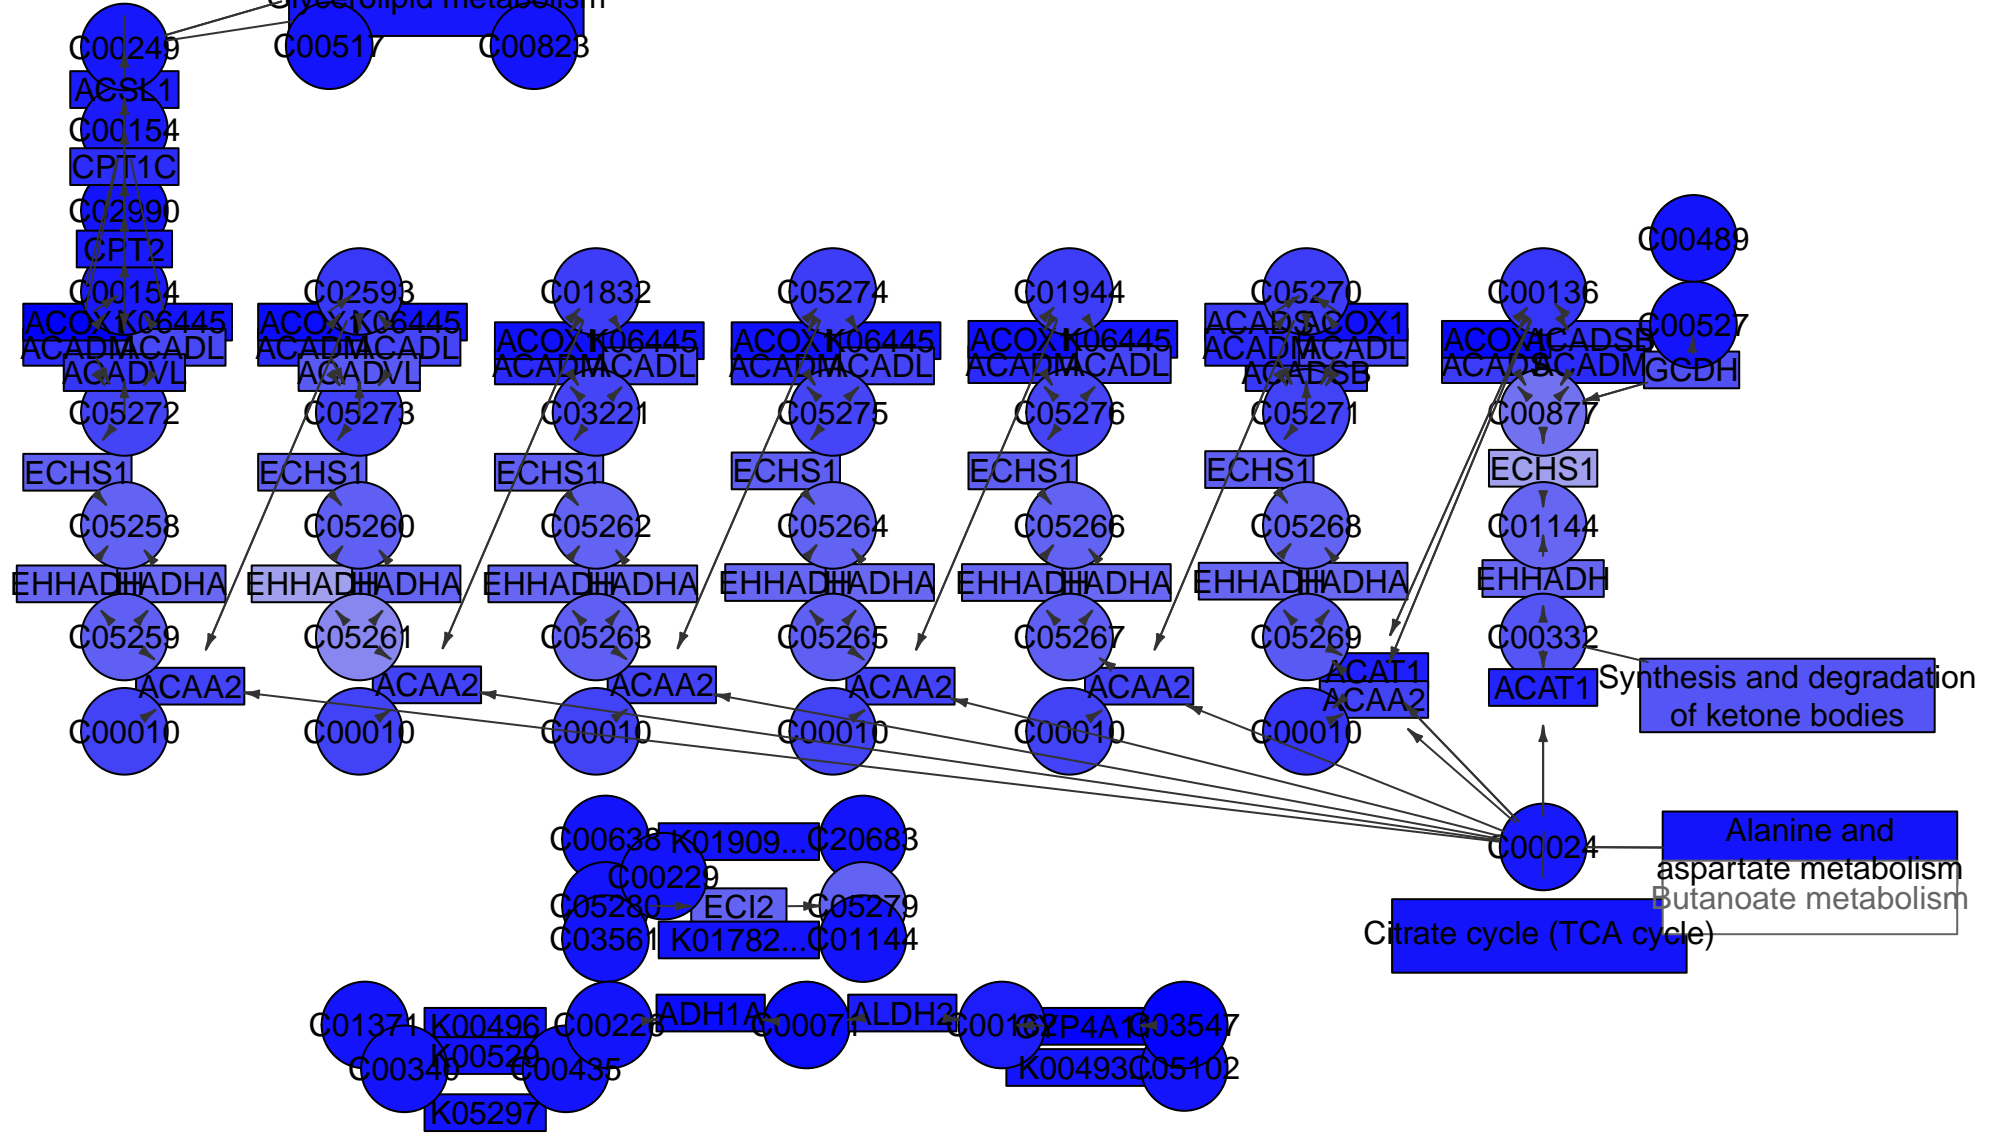 Glycerolipid metabolism
C00249
C00517
C00823
ACSL1
C00154
CPT1C
C02990
CPT2
C00489
C00154
C02593
C01832
C05274
C01944
C05270
C00136
C00527
ACOX1
K06445
ACOX1
K06445
ACOX1
K06445
ACOX1
K06445
ACOX1
K06445
ACADS
ACOX1
ACOX1
ACADSB
ACADM
ACADL
ACADM
ACADL
ACADM
ACADL
ACADM
ACADL
ACADM
ACADL
ACADM
ACADL
ACADS
ACADM
GCDH
ACADVL
ACADVL
ACADSB
C05272
C05273
C03221
C05275
C05276
C05271
C00877
ECHS1
ECHS1
ECHS1
ECHS1
ECHS1
ECHS1
ECHS1
C05258
C05260
C05262
C05264
C05266
C05268
C01144
EHHADH
HADHA
EHHADH
HADHA
EHHADH
HADHA
EHHADH
HADHA
EHHADH
HADHA
EHHADH
HADHA
EHHADH
C05259
C05261
C05263
C05265
C05267
C05269
C00332
ACAA2
ACAA2
ACAA2
ACAA2
ACAA2
ACAT1
ACAA2
ACAT1
Synthesis and degradation
of ketone bodies
C00010
C00010
C00010
C00010
C00010
C00010
C00638
K01909...
C20683
C00229
C00024
Alanine and
aspartate metabolism
Butanoate metabolism
C05280
ECI2
C05279
C03561
K01782...
C01144
Citrate cycle (TCA cycle)
C01371
K00496
C00226
ADH1A
C00071
ALDH2
C00162
C03547
K00529
C00340
C00435
K00493...
C05102
K05297